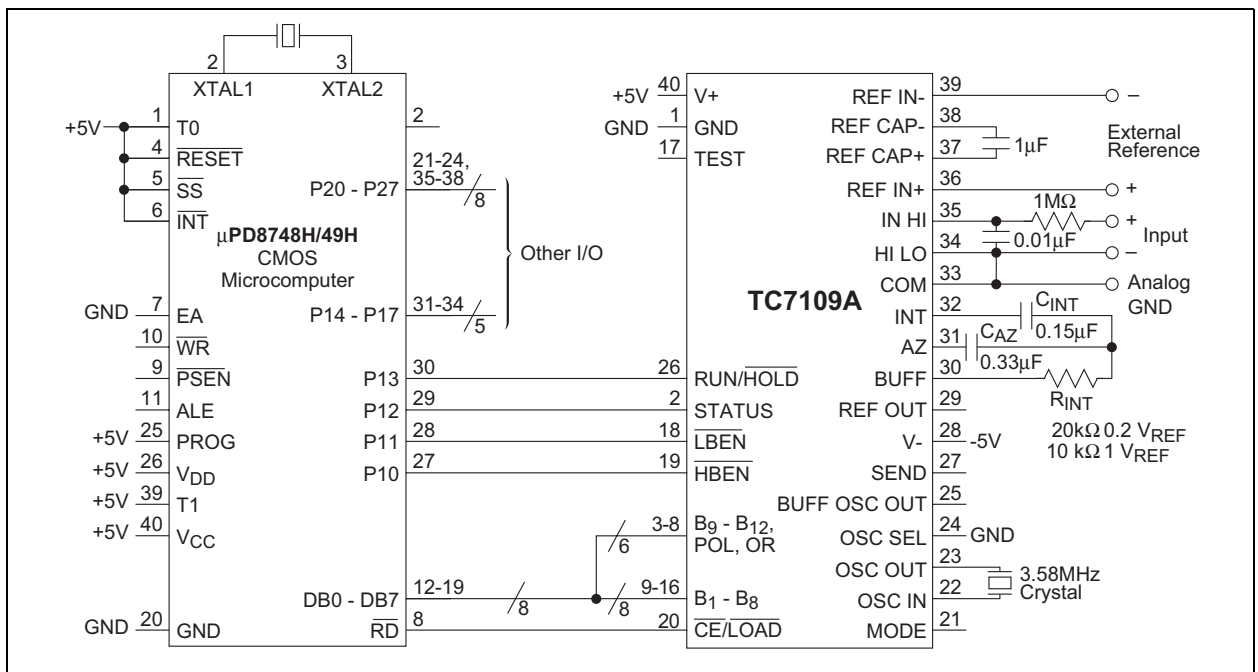 2
3
XTAL1
XTAL2
+5V
1
T0
4
RESET
5
SS
6
INT
2
21-24,
35-38
P20 - P27
8
μPD8748H/49H
CMOS
Microcomputer
Other I/O
GND
7
EA
P14 - P17
31-34
5
10
WR
9
PSEN
P13
30
11
ALE
P12
29
+5V
25
PROG
P11
28
+5V
26
VDD
P10
27
+5V
39
T1
+5V
40
VCC
DB0 - DB7
12-19
8
6
8
GND
20
GND
RD
8
+5V
40
V+
GND
1
GND
17
TEST
TC7109A
26
RUN/HOLD
2
STATUS
18
LBEN
19
HBEN
3-8
B9 - B12,
POL, OR
9-16
B1 - B8
20
CE/LOAD
REF IN-
39
–
REF CAP-
38
1μF
External
Reference
REF CAP+
37
REF IN+
36
+
1MΩ
IN HI
35
+
0.01μF
Input
HI LO
34
–
COM
33
Analog
GND
INT
32
CINT
0.15μF
AZ
31
CAZ
0.33μF
BUFF
30
RINT
20kΩ 0.2 VREF
10 kΩ 1 VREF
REF OUT
29
V-
28
-5V
SEND
27
BUFF OSC OUT
25
OSC SEL
24
GND
OSC OUT
23
3.58MHz
Crystal
OSC IN
22
MODE
21